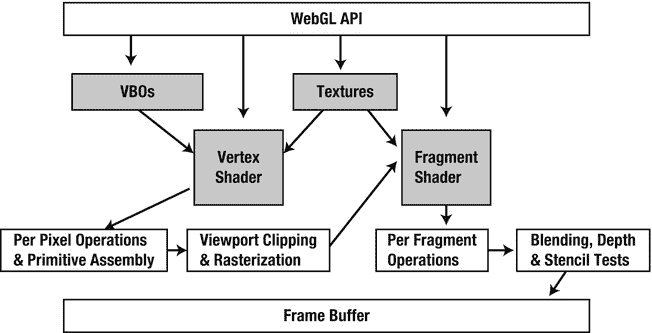 WebGL API
VBOs
Textures
Vertex
Shader
Fragment
Shader
Per Pixel Operations
& Primitive Assembly
Viewport Clipping
& Rasterization
Per Fragment
Operations
Blending, Depth
& Stencil Tests
Frame Buffer